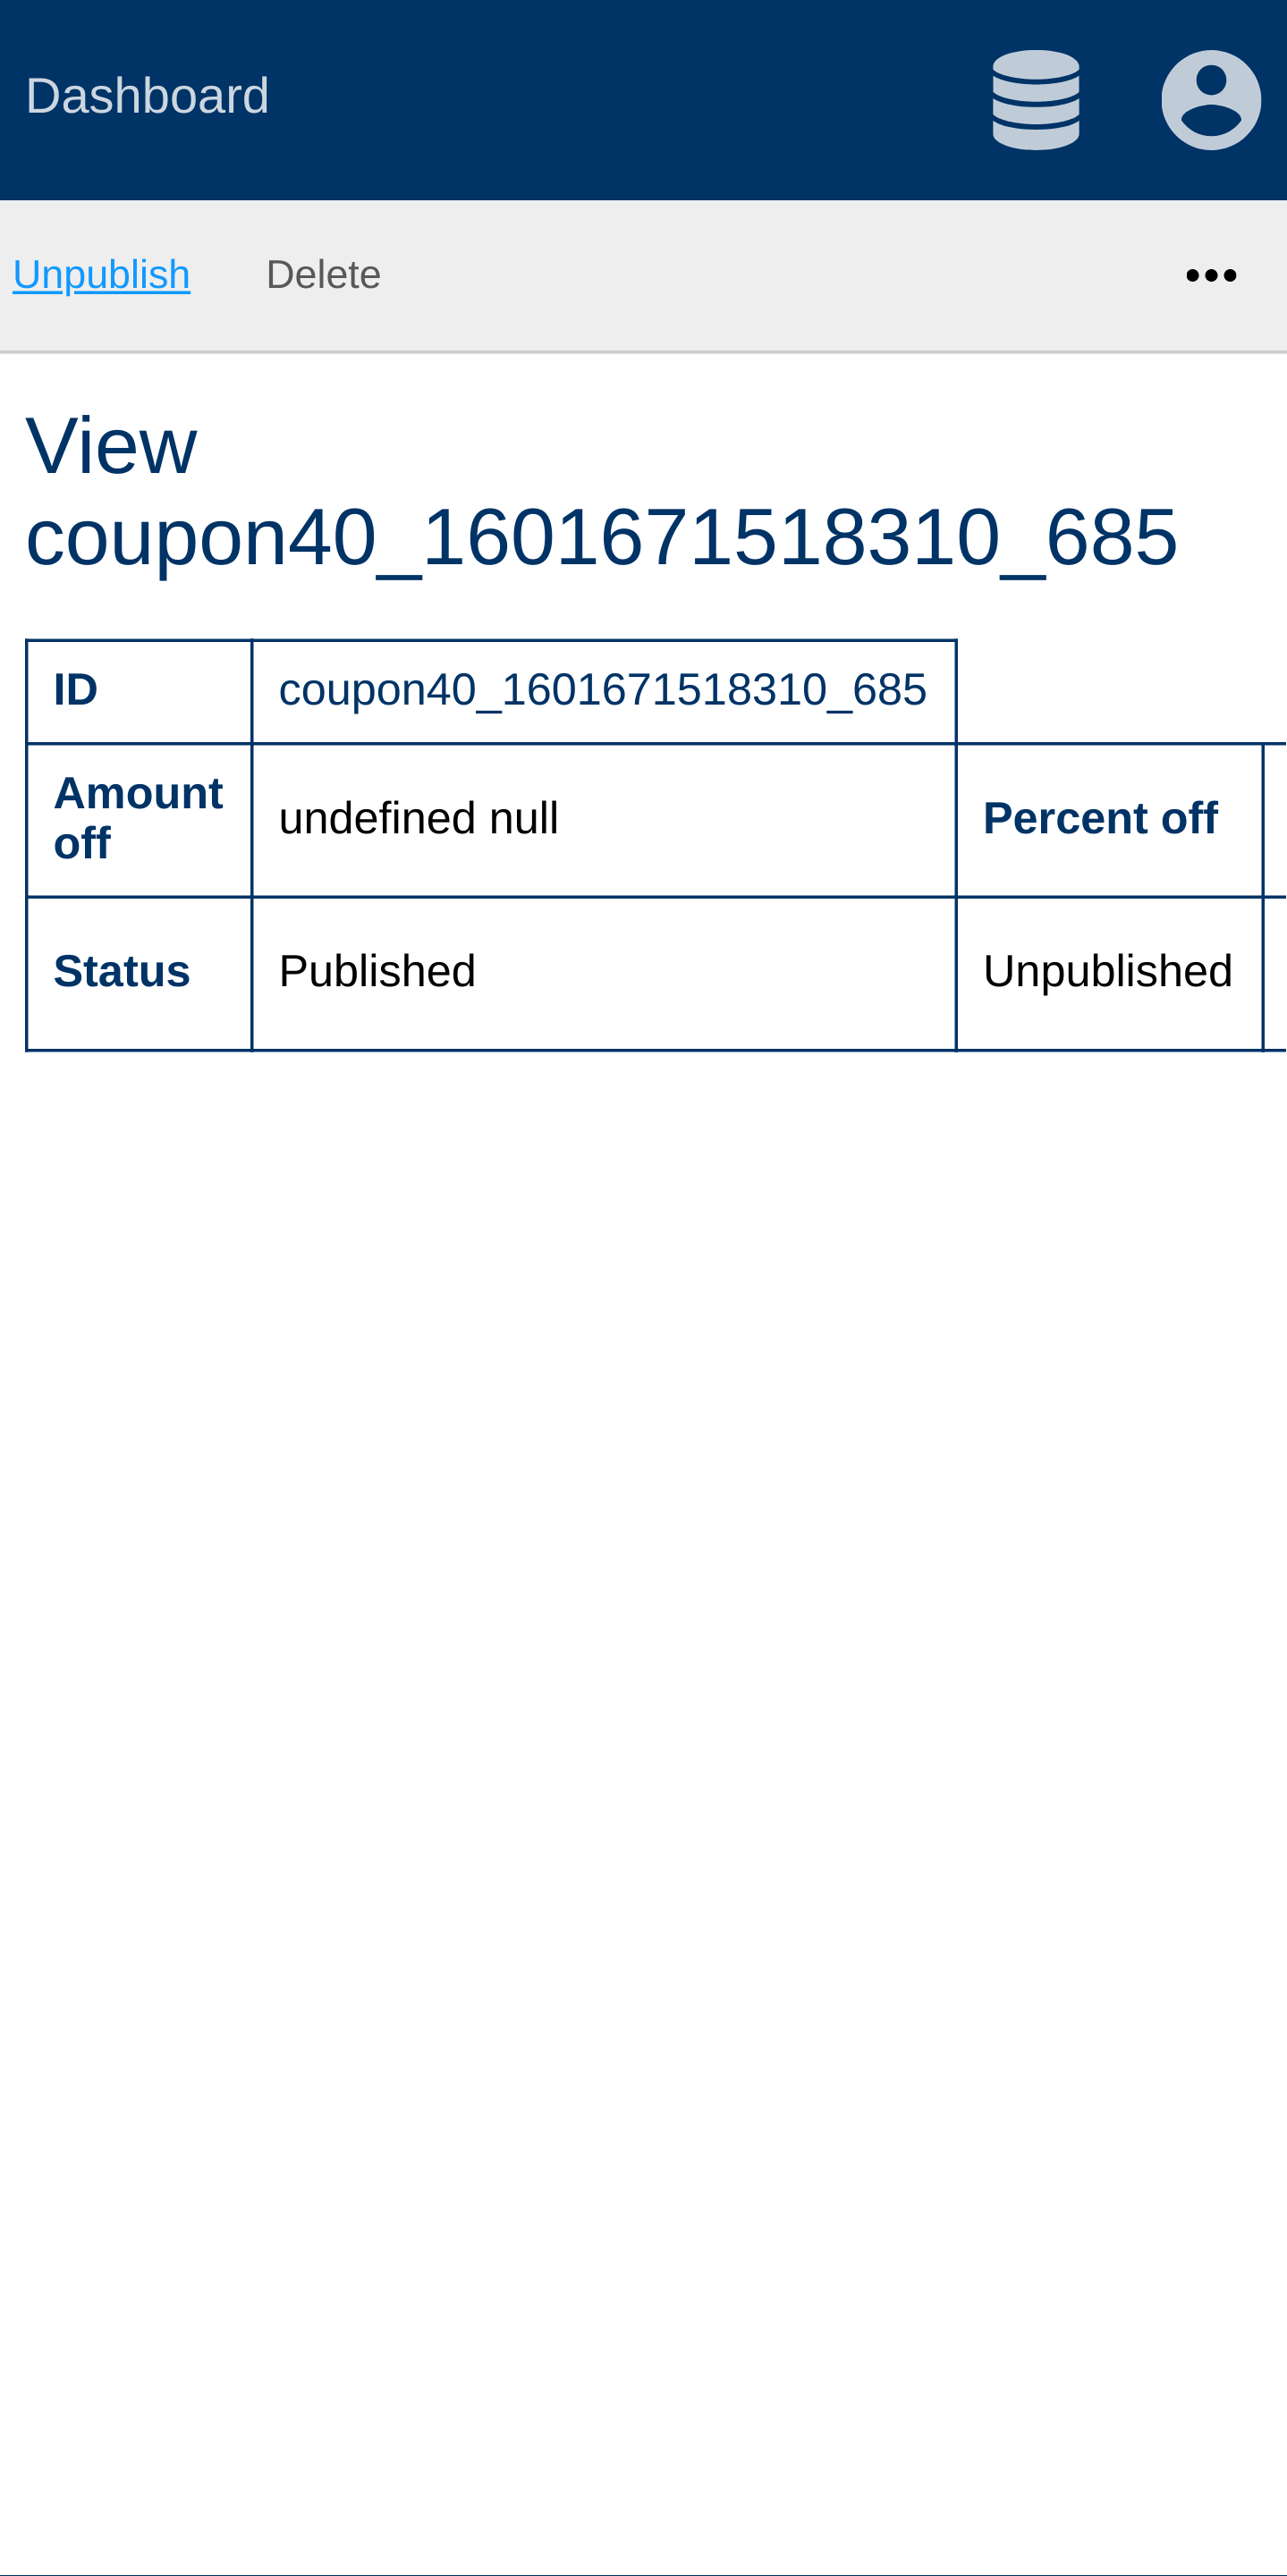 Dashboard
Unpublish Delete
View
coupon40_1601671518310_685
ID coupon40_1601671518310_685
Amount
off
undefined null Percent off
Status Published Unpublished